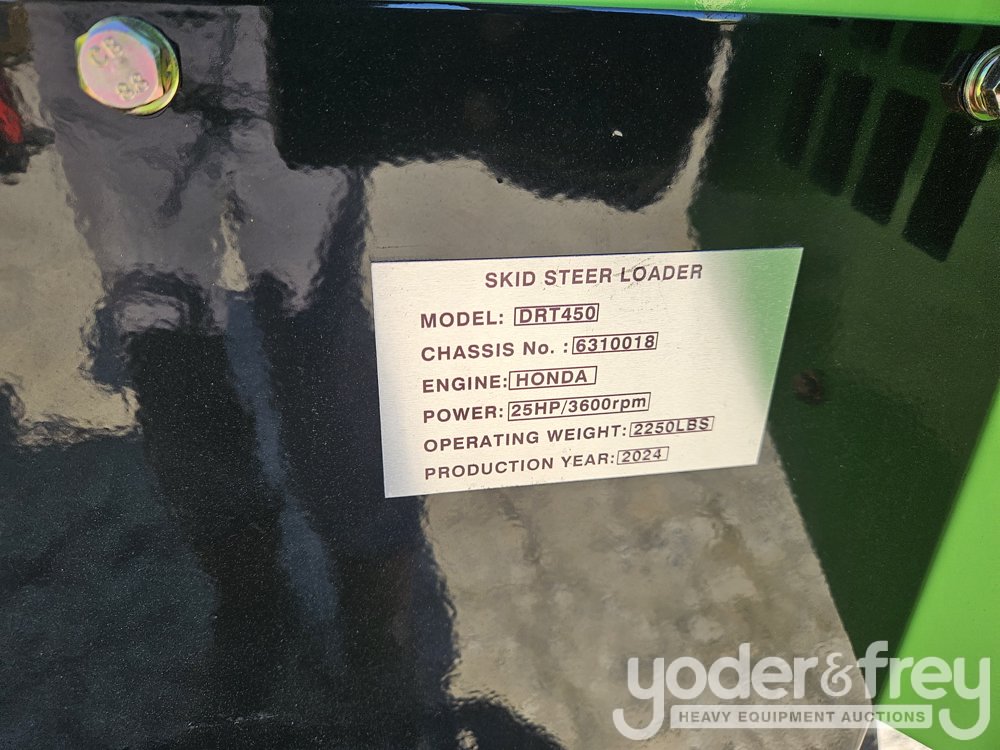 SKID STEER LOADER
MODEL: DRT450
CHASSIS No. : 6310018
ENGINE: HONDA
POWER: 25HP/3600rpm
OPERATING WEIGHT: 2250LBS
PRODUCTION YEAR: 2024
yoder&frey
HEAVY EQUIPMENT AUCTIONS